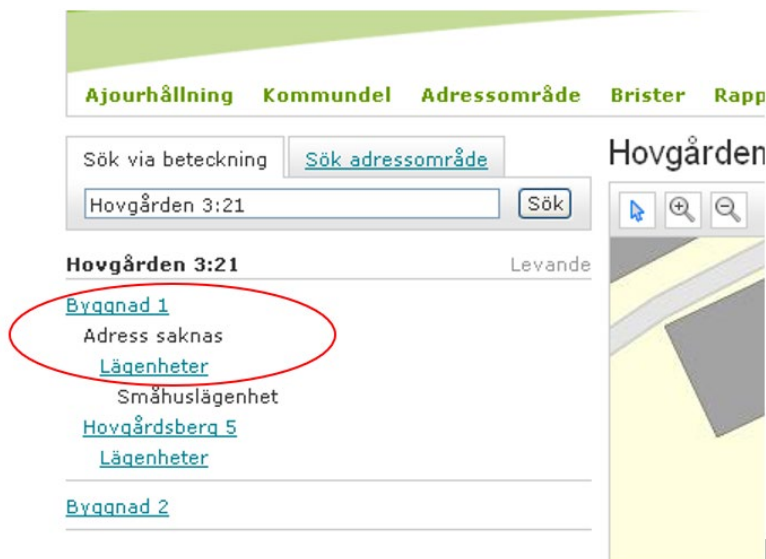 Ajourhållning Kommundel Adressområde Brister Rapp
Sök via beteckning Sök adressområde
Hovgården 3:21 Sök
Hovgården
Hovgården 3:21 Levande
Byggnad 1
Adress saknas
Lägenheter
Småhuslägenhet
Hovgårdsberg 5
Lägenheter
Byggnad 2